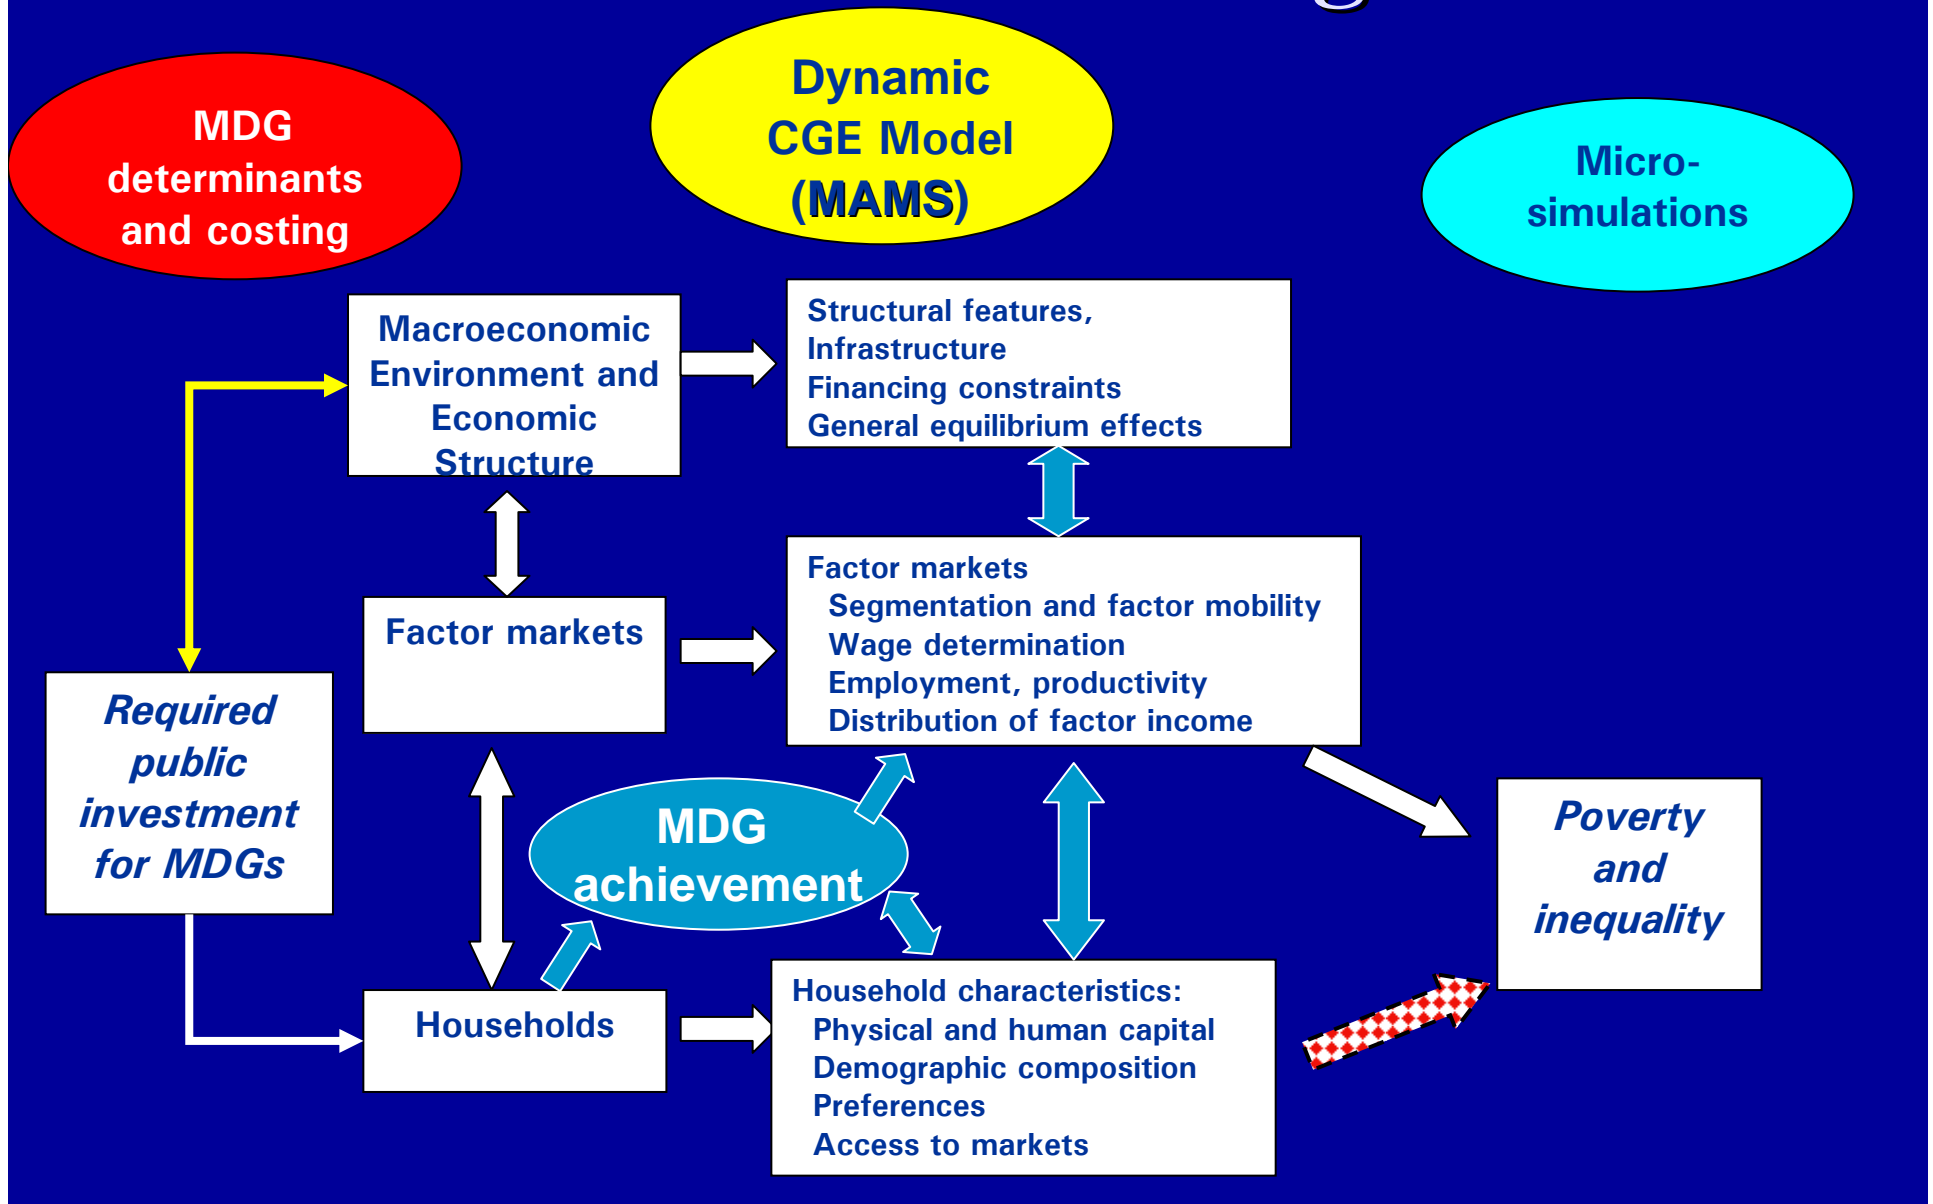 MDG
determinants
and costing
Dynamic
CGE Model
(MAMS)
Micro-
simulations
Macroeconomic
Environment and
Economic
Structure
Structural features,
Infrastructure
Financing constraints
General equilibrium effects
Factor markets
Factor markets
Segmentation and factor mobility
Wage determination
Employment, productivity
Distribution of factor income
Required
public
investment
for MDGs
MDG
achievement
Poverty
and
inequality
Households
Household characteristics:
Physical and human capital
Demographic composition
Preferences
Access to markets